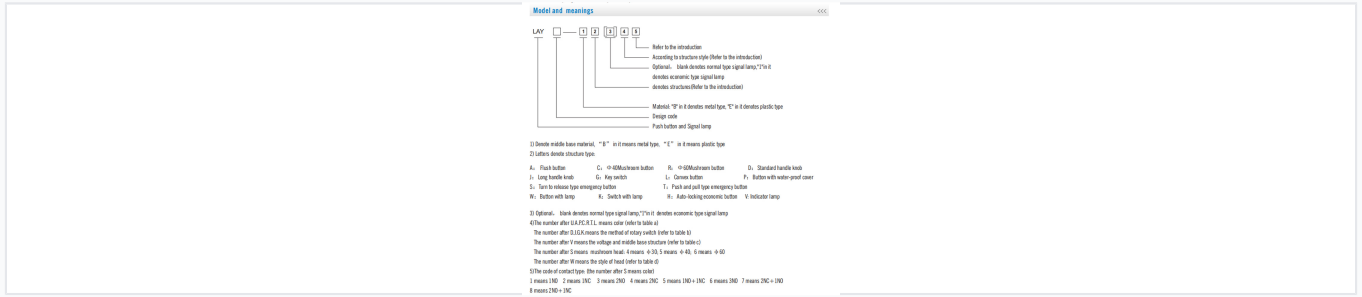 Model and meanings
<<<
LAY □ — 1 2 [3] 4 5
Refer to the introduction
According to structure style (Refer to the introduction)
Optional, blank denotes normal type signal lamp,"J"in it
denotes economic type signal lamp
denotes structures(Refer to the introduction)
Material: "B" in it denotes metal type, "E" in it denotes plastic type
Design code
Push button and Signal lamp
1) Denote middle base material, "B" in it means metal type, "E" in it means plastic type
2) Letters denote structure type:
A: Flush button C: Φ40Mushroom button R: Φ60Mushroom button D: Standard handle knob
J: Long handle knob G: Key switch L: Convex button P: Button with water-proof cover
S: Turn to release type emergency button T: Push and pull type emergency button
W: Button with lamp K: Switch with lamp H: Auto-locking economic button V: Indicator lamp
3) Optional, blank denotes normal type signal lamp,"J"in it denotes economic type signal lamp
4)The number after U.A.P.C.R.T.L. means color (refer to table a)
The number after D.J.G.K means the method of rotary switch (refer to table b)
The number after V means the voltage and middle base structure (refer to table c)
The number after S means mushroom head: 4 means Φ30; 5 means Φ40; 6 means Φ60
The number after W means the style of head (refer to table d)
5)The code of contact type: (the number after S means color)
1 means 1NO 2 means 1NC 3 means 2NO 4 means 2NC 5 means 1NO+1NC 6 means 3NO 7 means 2NC+1NO
8 means 2NO+1NC